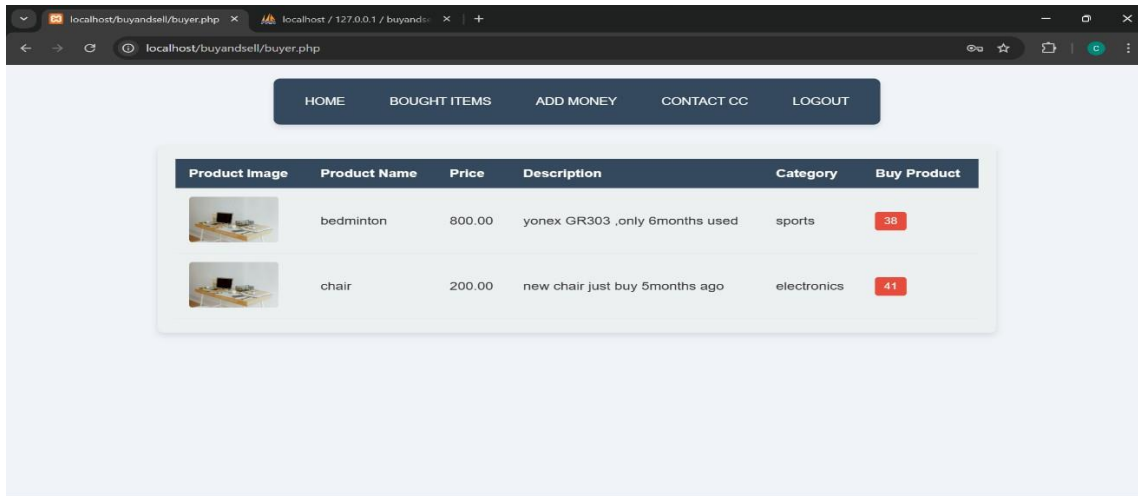 localhost/buyandsell/buyer.php
localhost / 127.0.0.1 / buyandse
localhost/buyandsell/buyer.php
C
HOME BOUGHT ITEMS ADD MONEY CONTACT CC LOGOUT
Product Image Product Name Price Description Category Buy Product
bedminton 800.00 yonex GR303 ,only 6months used sports 38
chair 200.00 new chair just buy 5months ago electronics 41